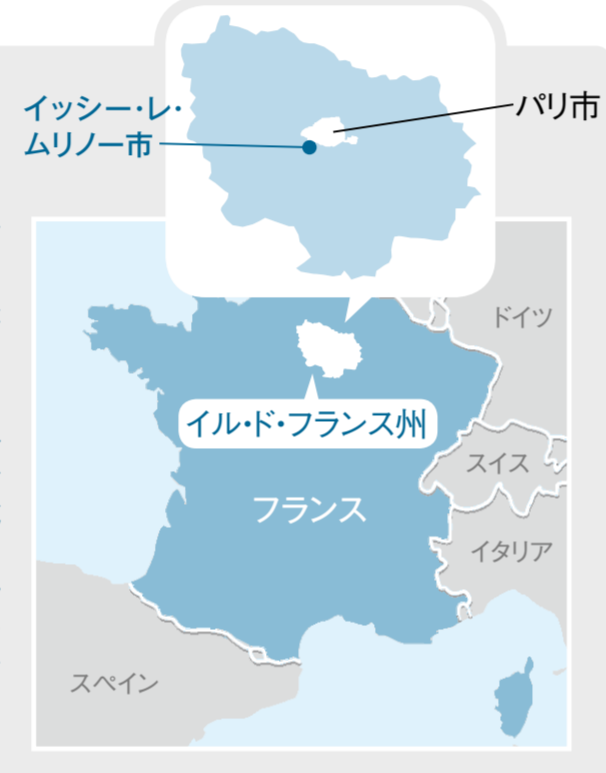 イッシー・レ・
ムリノー市
パリ市
ドイツ
イル・ド・フランス州
スイス
フランス
イタリア
スペイン